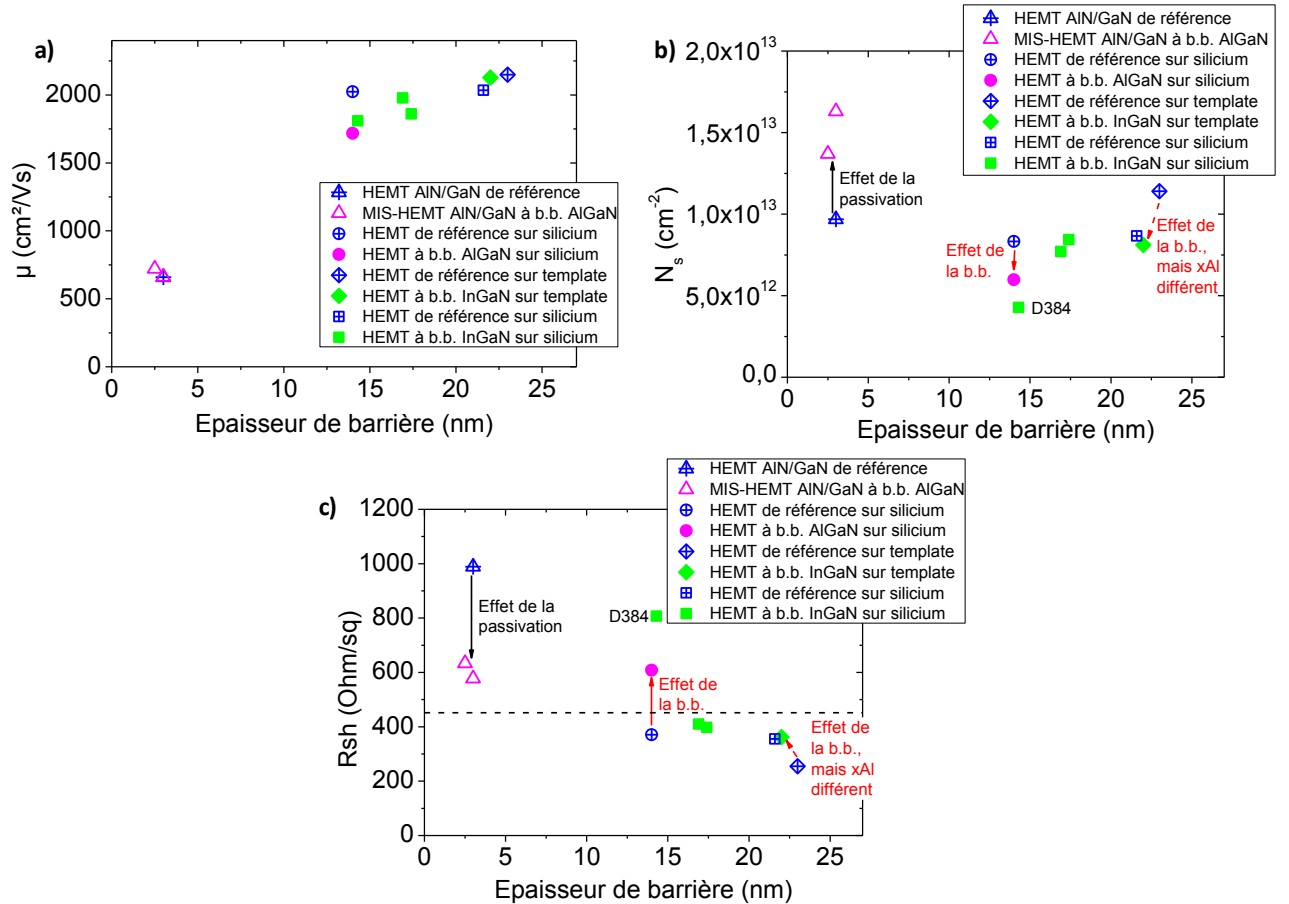 a)
2000
1500
1000
500
0
0
5
10
15
20
25
µ (cm²/Vs)
Epaisseur de barrière (nm)
HEMT AlN/GaN de référence
MIS-HEMT AlN/GaN à b.b. AlGaN
HEMT de référence sur silicium
HEMT à b.b. AlGaN sur silicium
HEMT de référence sur template
HEMT à b.b. InGaN sur template
HEMT de référence sur silicium
HEMT à b.b. InGaN sur silicium
b)
HEMT AlN/GaN de référence
MIS-HEMT AlN/GaN à b.b. AlGaN
HEMT de référence sur silicium
HEMT à b.b. AlGaN sur silicium
HEMT de référence sur template
HEMT à b.b. InGaN sur template
HEMT de référence sur silicium
HEMT à b.b. InGaN sur silicium
2,0x10¹³
1,5x10¹³
1,0x10¹³
5,0x10¹²
0,0
0
5
10
15
20
25
Nₛ (cm⁻²)
Epaisseur de barrière (nm)
Effet de la
passivation
Effet de
la b.b.
D384
Effet de
la b.b.,
mais xAl
différent
c)
HEMT AlN/GaN de référence
MIS-HEMT AlN/GaN à b.b. AlGaN
HEMT de référence sur silicium
HEMT à b.b. AlGaN sur silicium
HEMT de référence sur template
HEMT à b.b. InGaN sur template
HEMT de référence sur silicium
HEMT à b.b. InGaN sur silicium
1200
1000
800
600
400
200
0
0
5
10
15
20
25
Rsh (Ohm/sq)
Epaisseur de barrière (nm)
Effet de la
passivation
D384
Effet de
la b.b.
Effet de
la b.b.,
mais xAl
différent